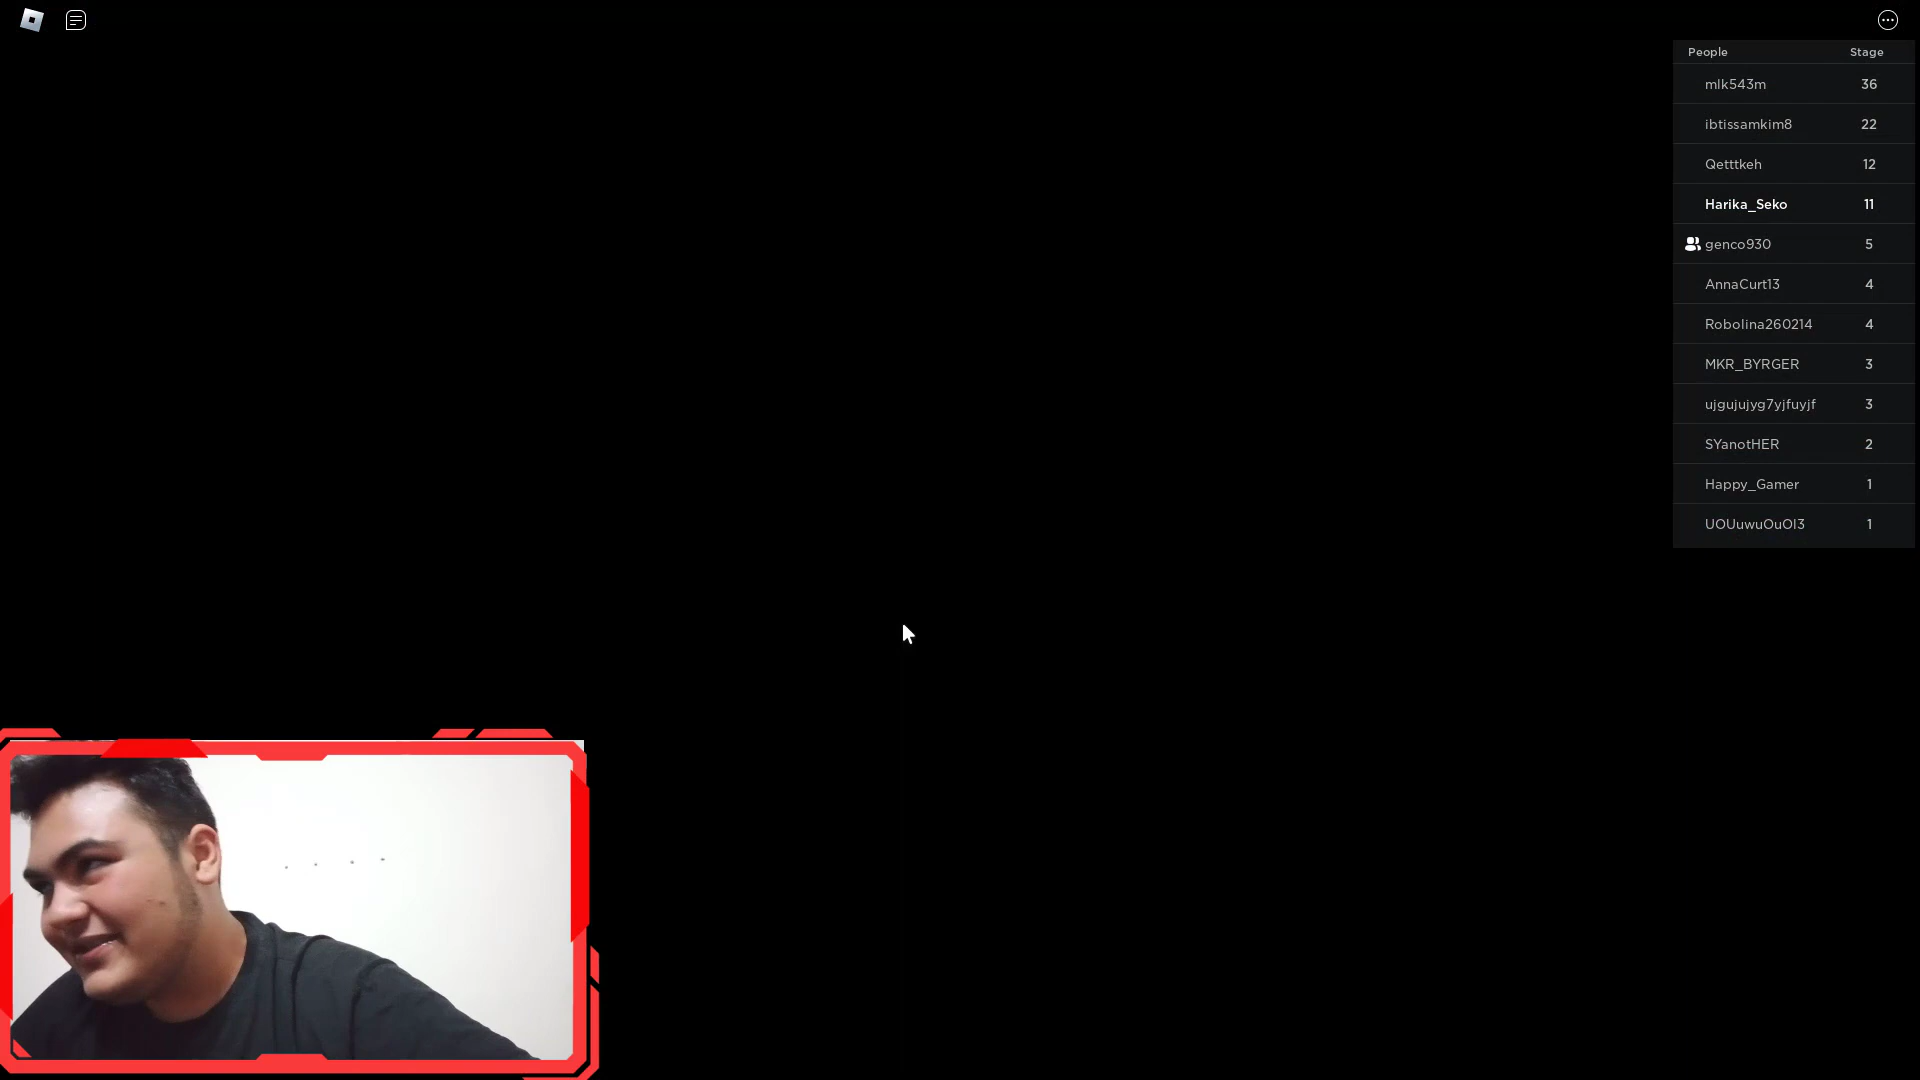 People Stage
mlk543m 36
ibtissamkim8 22
Qetttkeh 12
Harika_Seko 11
genco930 5
AnnaCurt13 4
Robolina260214 4
MKR_BYRGER 3
ujgujujyg7yjfuyjf 3
SYanotHER 2
Happy_Gamer 1
UOUuwuOuOI3 1